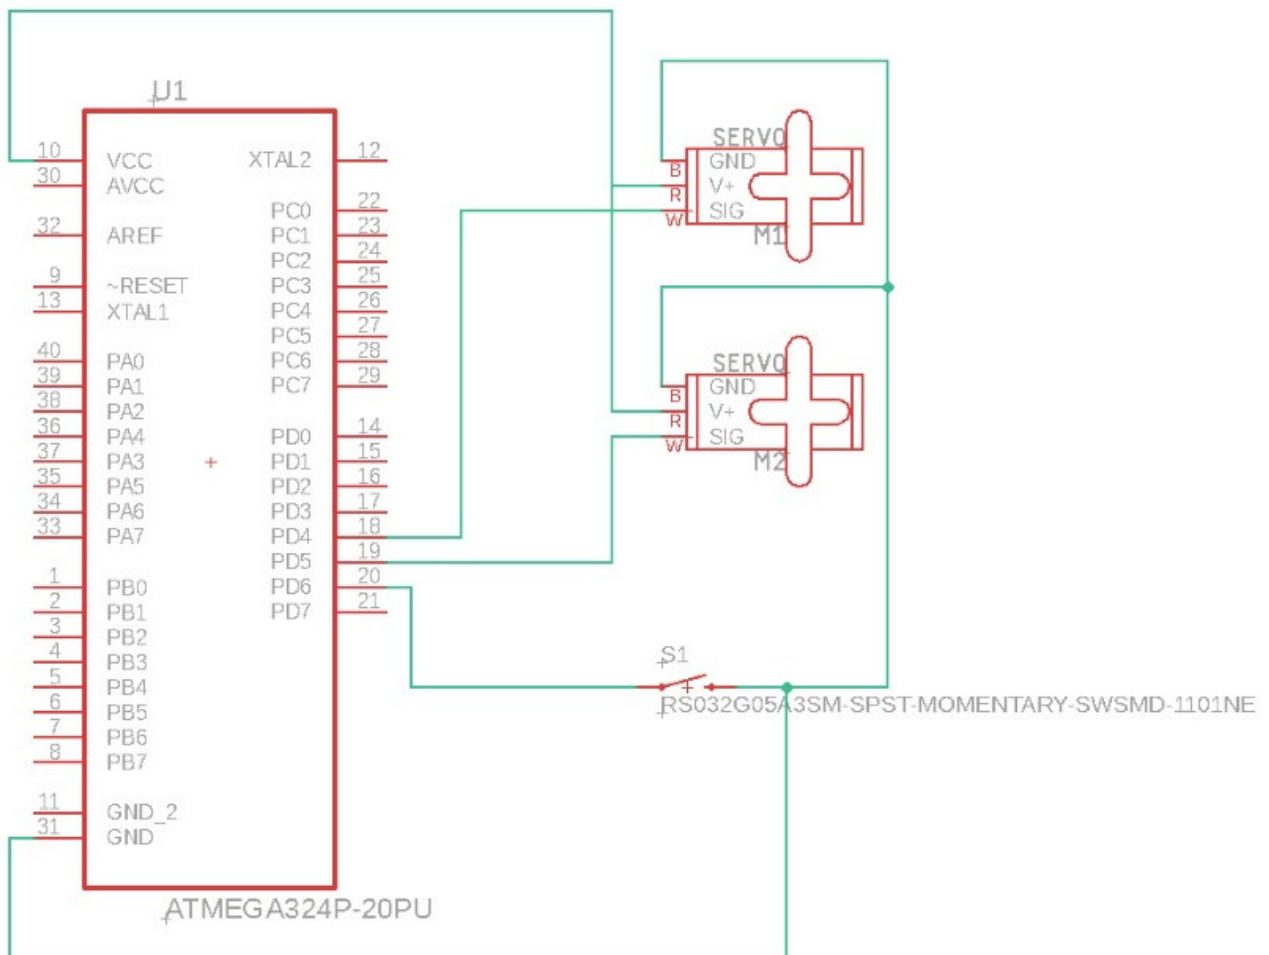 U1
10 VCC XTAL2 12
30 AVCC
PC0 22
32 AREF PC1 23
PC2 24
9 ~RESET PC3 25
13 XTAL1 PC4 26
PC5 27
40 PA0 PC6 28
39 PA1 PC7 29
38 PA2
36 PA4 PD0 14
37 PA3 PD1 15
35 PA5 PD2 16
34 PA6 PD3 17
33 PA7 PD4 18
PD5 19
1 PB0 PD6 20
2 PB1 PD7 21
3 PB2
4 PB3
5 PB4
6 PB5
7 PB6
8 PB7
11 GND_2
31 GND
ATMEGA324P-20PU
SERVO
B GND
R V+
W SIG
M1
SERVO
B GND
R V+
W SIG
M2
S1
RS032G05A3SM-SPST-MOMENTARY-SWSMD-1101NE